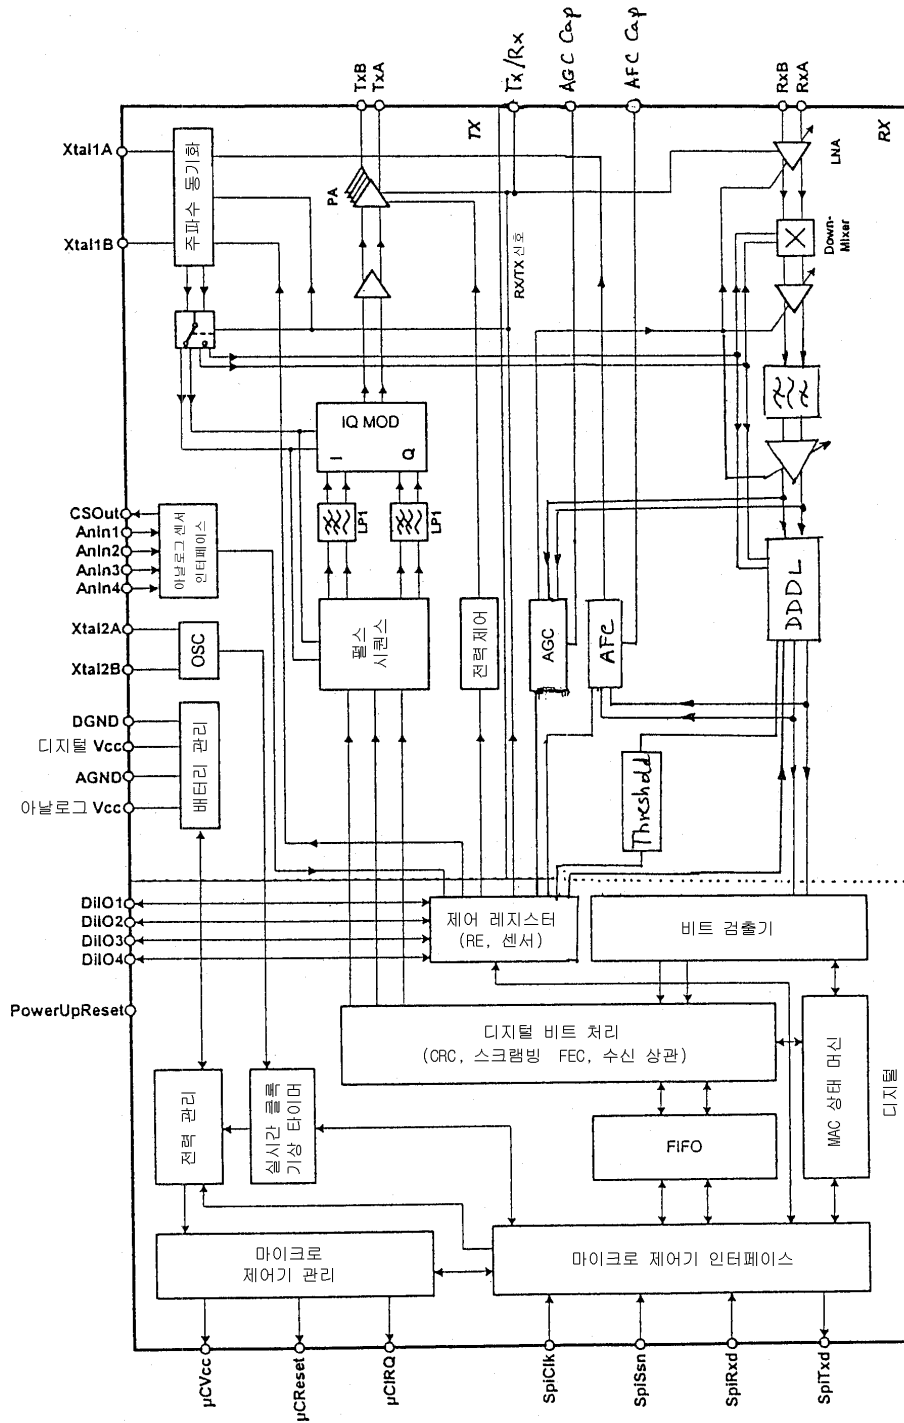 TxB
TxA
Tx/Rx
AGC Cap
AFC Cap
RxB
RxA
Xtal1A
Xtal1B
주파수 동기화
PA
TX
RX
LNA
RX/TX 신호
Down-
Mixer
IQ MOD
I
Q
LP1
LP1
CSOut
AnIn1
AnIn2
AnIn3
AnIn4
아날로그 센서
인터페이스
Xtal2A
Xtal2B
OSC
펄스
시퀀스
전력제어
AGC
AFC
DDDL
DGND
디지털 Vcc
AGND
아날로그 Vcc
배터리 관리
Threshold
DiIO1
DiIO2
DiIO3
DiIO4
제어 레지스터
(RE, 센서)
비트 검출기
PowerUpReset
디지털 비트 처리
(CRC, 스크램빙 FEC, 수신 상관)
MAC 상태 머신
디지털
전력 관리
실시간 클록
기상 타이머
FIFO
마이크로
제어기 관리
마이크로 제어기 인터페이스
µCVcc
µCReset
µCIRQ
SpiClk
SpiSsn
SpiRxd
SpiTxd